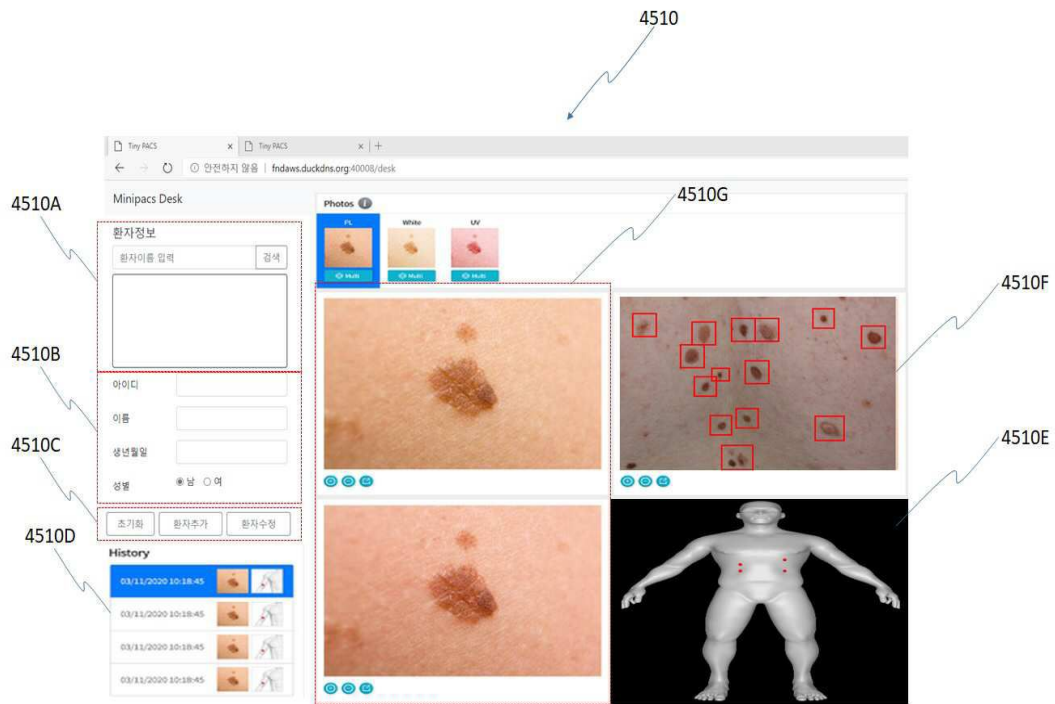 4510
Tiny PACS x Tiny PACS x +
안전하지 않음 | fndaws.duckdns.org:40008/desk
4510A
Minipacs Desk
환자정보
환자이름 입력 검색
4510B
아이디
이름
생년월일
성별 남 여
4510C
초기화 환자추가 환자수정
4510D
History
03/11/2020 10:18:45
03/11/2020 10:18:45
03/11/2020 10:18:45
03/11/2020 10:18:45
4510G
Photos i
PL White UV
Multi Multi Multi
4510F
4510E